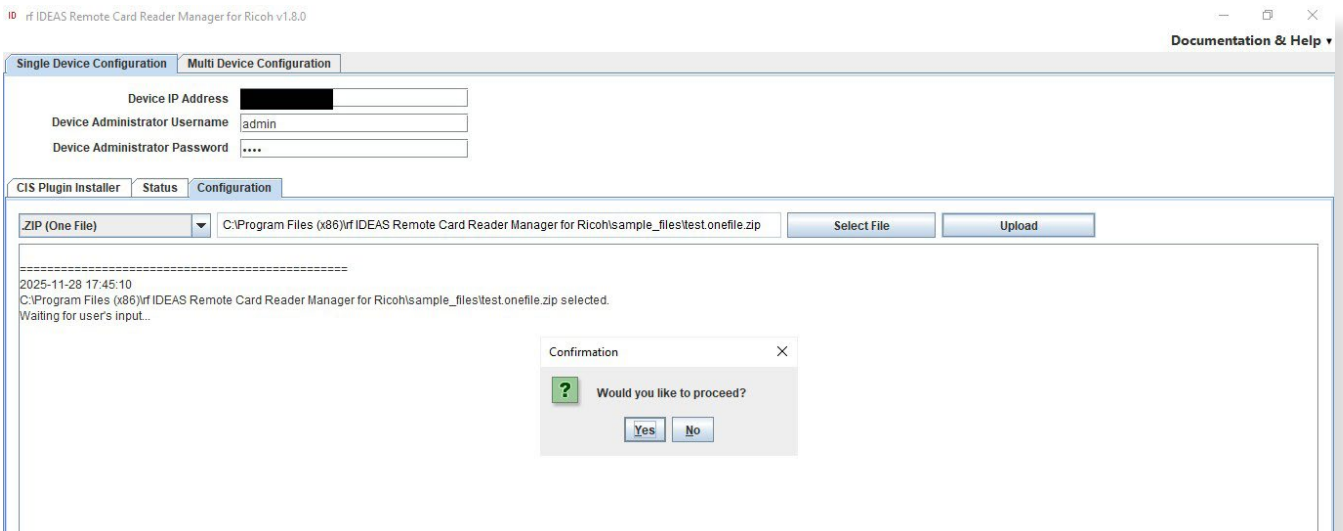 ID rf IDEAS Remote Card Reader Manager for Ricoh v1.8.0
Documentation & Help
Single Device Configuration Multi Device Configuration
Device IP Address
Device Administrator Username admin
Device Administrator Password ••••
CIS Plugin Installer Status Configuration
.ZIP (One File) C:\Program Files (x86)\rf IDEAS Remote Card Reader Manager for Ricoh\sample_files\test.onefile.zip Select File Upload
================================================
2025-11-28 17:45:10
C:\Program Files (x86)\rf IDEAS Remote Card Reader Manager for Ricoh\sample_files\test.onefile.zip selected.
Waiting for user's input...
Confirmation
? Would you like to proceed?
Yes No